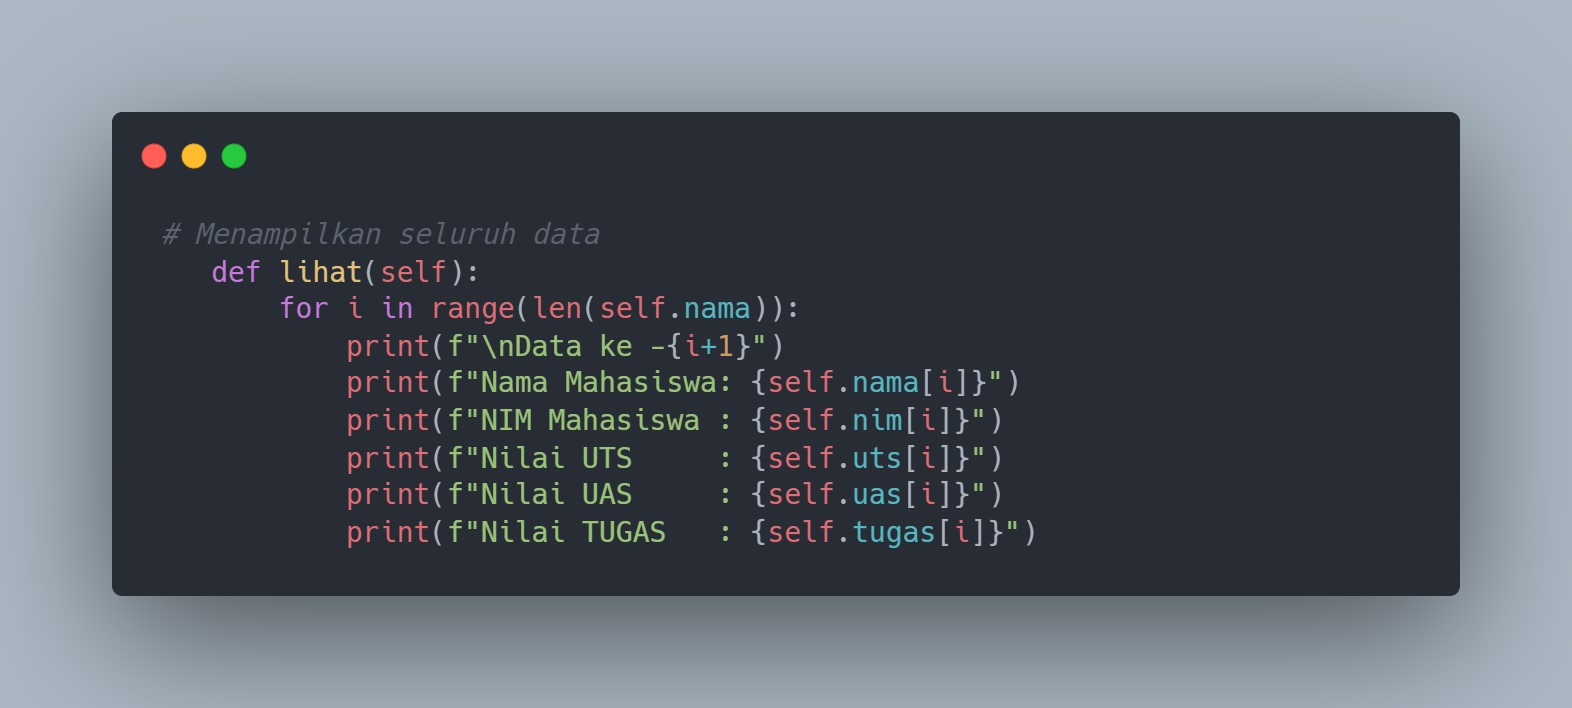 # Menampilkan seluruh data
   def lihat(self):
       for i in range(len(self.nama)):
           print(f"\nData ke -{i+1}")
           print(f"Nama Mahasiswa: {self.nama[i]}")
           print(f"NIM Mahasiswa : {self.nim[i]}")
           print(f"Nilai UTS     : {self.uts[i]}")
           print(f"Nilai UAS     : {self.uas[i]}")
           print(f"Nilai TUGAS   : {self.tugas[i]}")